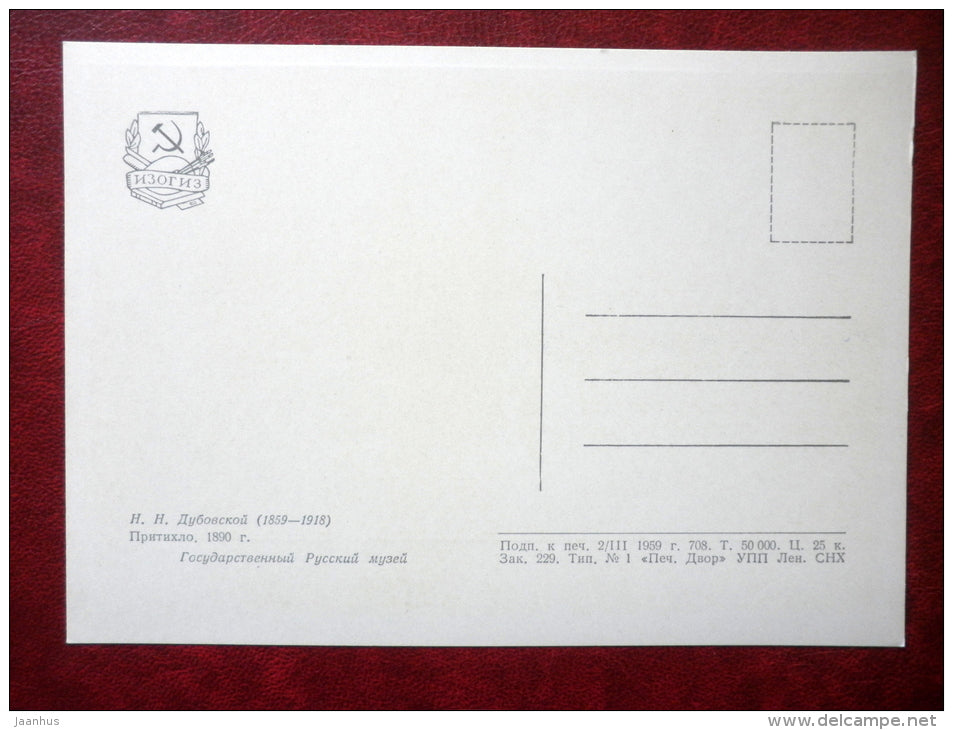 ИЗОГИЗ
Н. Н. Дубовской (1859—1918)
Притихло. 1890 г.
Государственный Русский музей
Подп. к печ. 2/III 1959 г. 708. Т. 50 000. Ц. 25 к.
Зак. 229. Тип. № 1 «Печ. Двор» УПП Лен. СНХ
jaanhus
www.delcampe.net